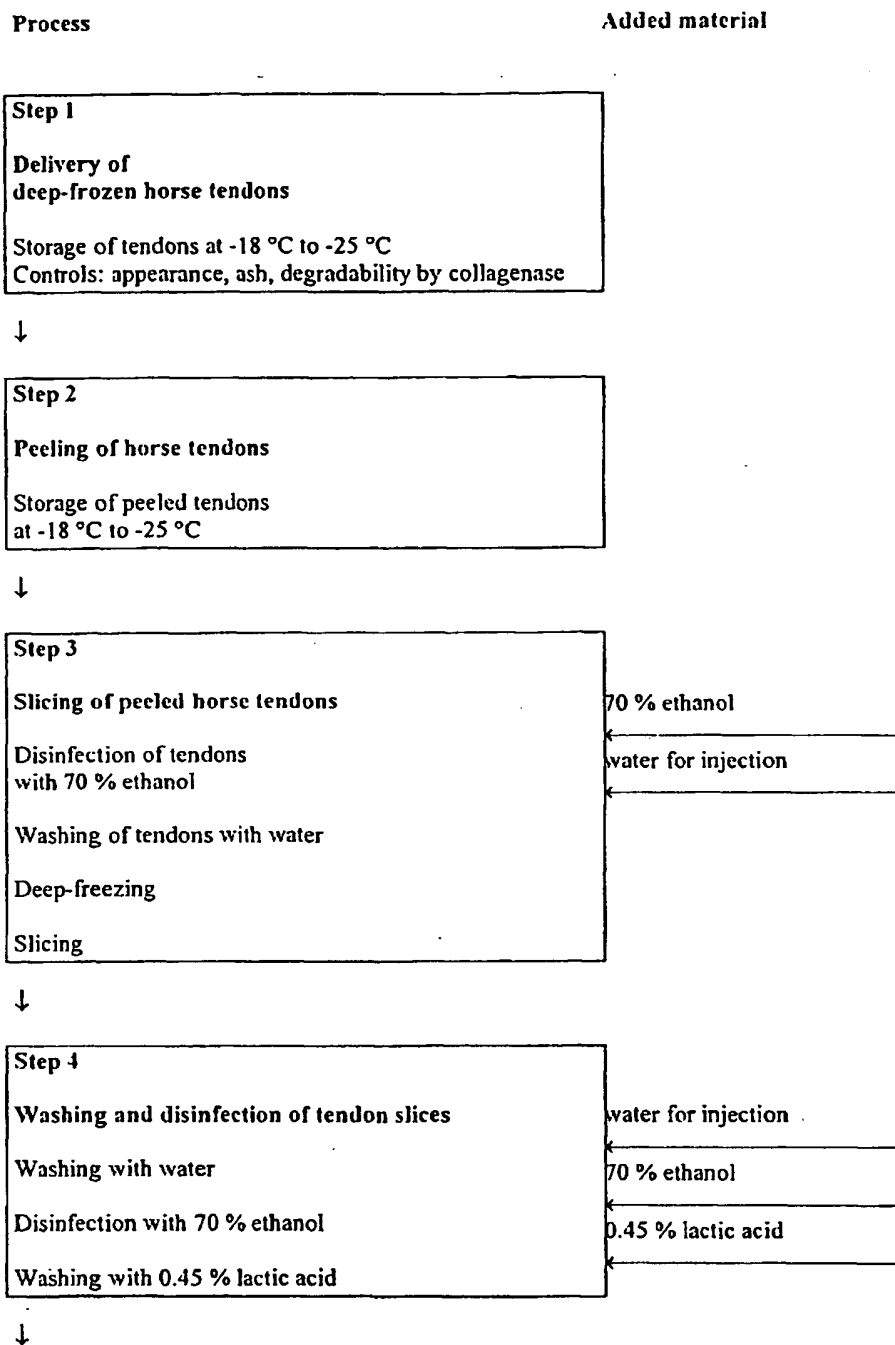 Process Added material
Step 1
Delivery of
deep-frozen horse tendons
Storage of tendons at -18 °C to -25 °C
Controls: appearance, ash, degradability by collagenase
↓
Step 2
Peeling of horse tendons
Storage of peeled tendons
at -18 °C to -25 °C
↓
Step 3
Slicing of peeled horse tendons 70 % ethanol
Disinfection of tendons water for injection
with 70 % ethanol
Washing of tendons with water
Deep-freezing
Slicing
↓
Step 4
Washing and disinfection of tendon slices water for injection
Washing with water 70 % ethanol
Disinfection with 70 % ethanol 0.45 % lactic acid
Washing with 0.45 % lactic acid
↓